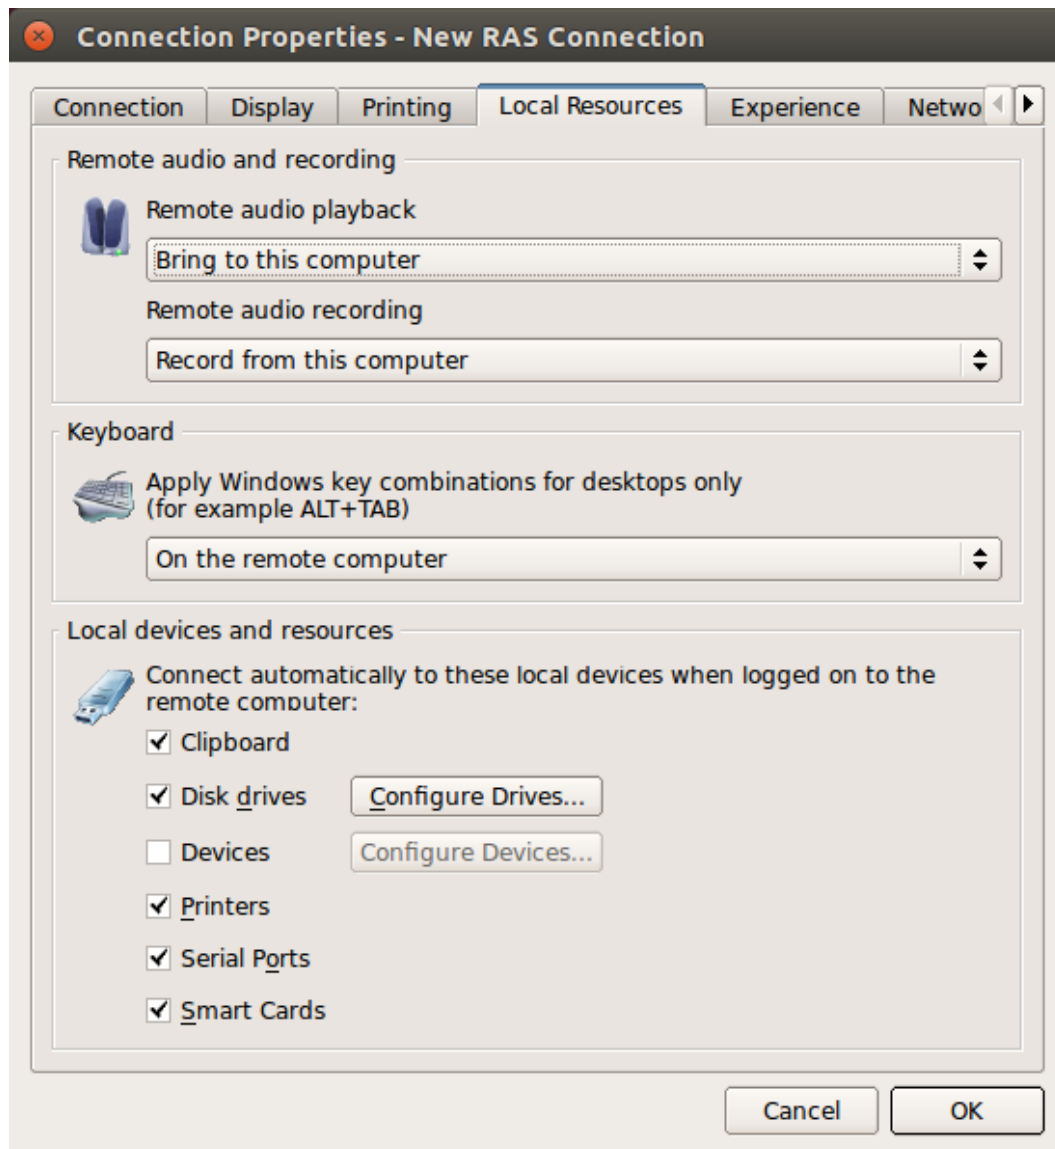 Connection Properties - New RAS Connection
Connection Display Printing Local Resources Experience Netwo
Remote audio and recording
Remote audio playback
Bring to this computer
Remote audio recording
Record from this computer
Keyboard
Apply Windows key combinations for desktops only
(for example ALT+TAB)
On the remote computer
Local devices and resources
Connect automatically to these local devices when logged on to the
remote computer:
Clipboard
Disk drives Configure Drives...
Devices Configure Devices...
Printers
Serial Ports
Smart Cards
Cancel OK